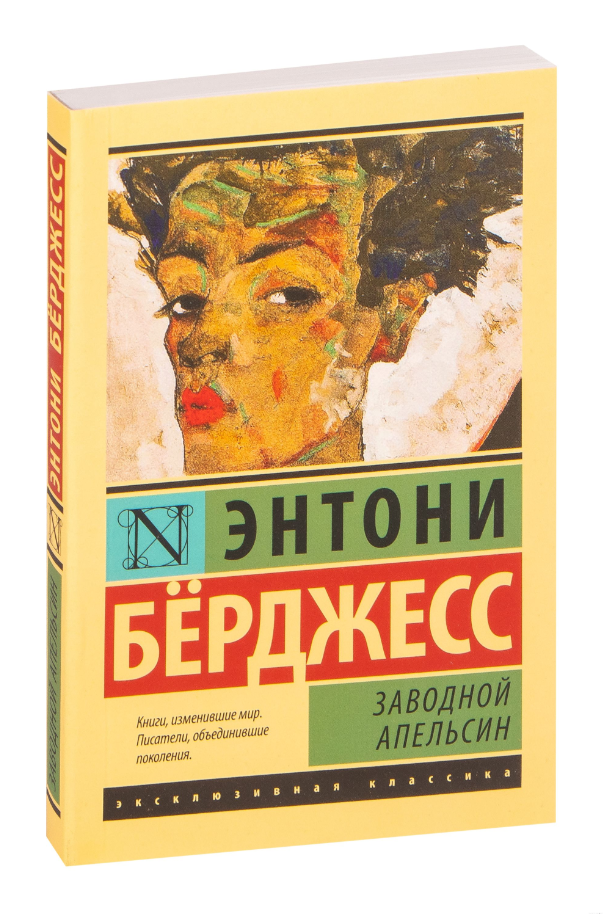 ЭНТОНИ БЁРДЖЕСС
N
ЗАВОДНОЙ АПЕЛЬСИН
N
ЭНТОНИ
БЁРДЖЕСС
ЗАВОДНОЙ
АПЕЛЬСИН
Книги, изменившие мир.
Писатели, объединившие
поколения.
эксклюзивная классика